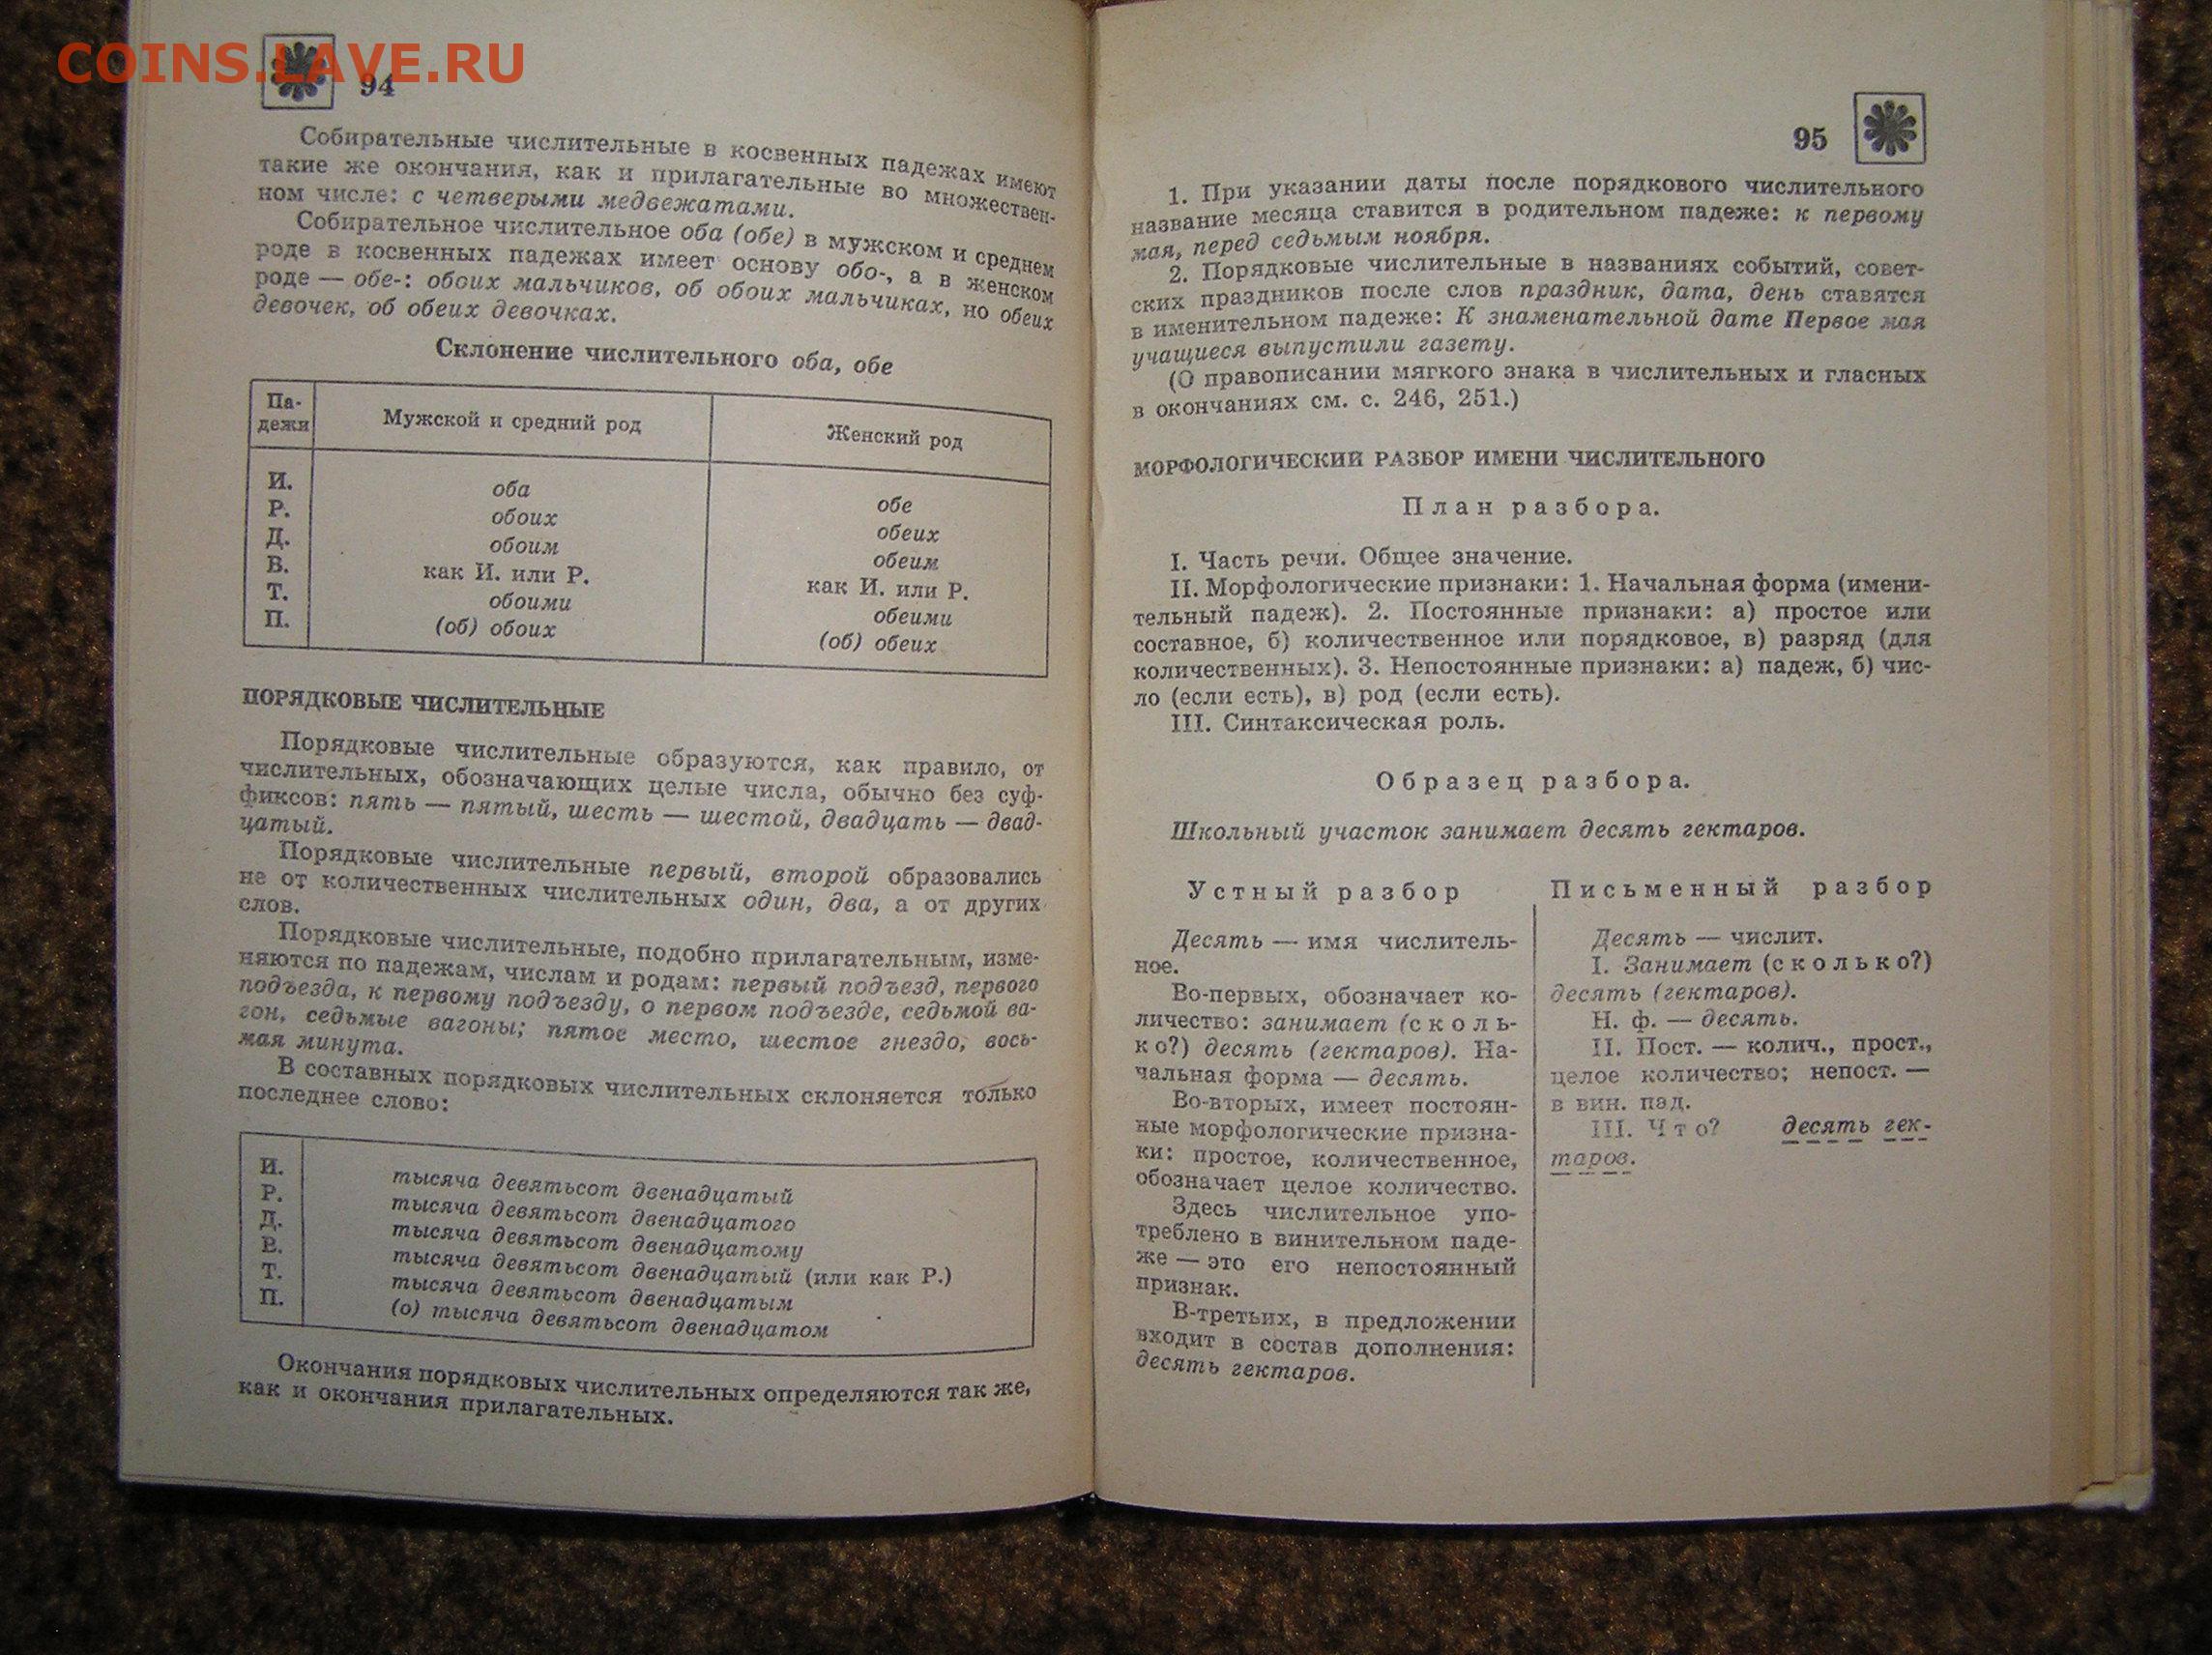 COINS.LAVE.RU
94
Собирательные числительные в косвенных падежах имеют
такие же окончания, как и прилагательные во множествен-
ном числе: с четверыми медвежатами.
Собирательное числительное оба (обе) в мужском и среднем
роде в косвенных падежах имеет основу обо-, а в женском
роде — обе-: обоих мальчиков, об обоих мальчиках, но обеих
девочек, об обеих девочках.
Склонение числительного оба, обе
Па-
дежи
Мужской и средний род
Женский род
И. оба обе
Р. обоих обеих
Д. обоим обеим
В. как И. или Р. как И. или Р.
Т. обоими обеими
П. (об) обоих (об) обеих
ПОРЯДКОВЫЕ ЧИСЛИТЕЛЬНЫЕ
Порядковые числительные образуются, как правило, от
числительных, обозначающих целые числа, обычно без суф-
фиксов: пять — пятый, шесть — шестой, двадцать — двад-
цатый.
Порядковые числительные первый, второй образовались
не от количественных числительных один, два, а от других
слов.
Порядковые числительные, подобно прилагательным, изме-
няются по падежам, числам и родам: первый подъезд, первого
подъезда, к первому подъезду, о первом подъезде, седьмой ва-
гон, седьмые вагоны; пятое место, шестое гнездо, вось-
мая минута.
В составных порядковых числительных склоняется только
последнее слово:
И. тысяча девятьсот двенадцатый
Р. тысяча девятьсот двенадцатого
Д. тысяча девятьсот двенадцатому
В. тысяча девятьсот двенадцатый (или как Р.)
Т. тысяча девятьсот двенадцатым
П. (о) тысяча девятьсот двенадцатом
Окончания порядковых числительных определяются так же,
как и окончания прилагательных.
95
1. При указании даты после порядкового числительного
название месяца ставится в родительном падеже: к первому
мая, перед седьмым ноября.
2. Порядковые числительные в названиях событий, совет-
ских праздников после слов праздник, дата, день ставятся
в именительном падеже: К знаменательной дате Первое мая
учащиеся выпустили газету.
(О правописании мягкого знака в числительных и гласных
в окончаниях см. с. 246, 251.)
МОРФОЛОГИЧЕСКИЙ РАЗБОР ИМЕНИ ЧИСЛИТЕЛЬНОГО
План разбора.
I. Часть речи. Общее значение.
II. Морфологические признаки: 1. Начальная форма (имени-
тельный падеж). 2. Постоянные признаки: а) простое или
составное, б) количественное или порядковое, в) разряд (для
количественных). 3. Непостоянные признаки: а) падеж, б) чис-
ло (если есть), в) род (если есть).
III. Синтаксическая роль.
Образец разбора.
Школьный участок занимает десять гектаров.
Устный разбор
Десять — имя числитель-
ное.
Во-первых, обозначает ко-
личество: занимает (сколь-
ко?) десять (гектаров). На-
чальная форма — десять.
Во-вторых, имеет постоян-
ные морфологические призна-
ки: простое, количественное,
обозначает целое количество.
Здесь числительное упо-
треблено в винительном паде-
же — это его непостоянный
признак.
В-третьих, в предложении
входит в состав дополнения:
десять гектаров.
Письменный разбор
Десять — числит.
I. Занимает (сколько?)
десять (гектаров).
Н. ф. — десять.
II. Пост. — колич., прост.,
целое количество; непост. —
в вин. пад.
III. Что? десять гек-
таров.